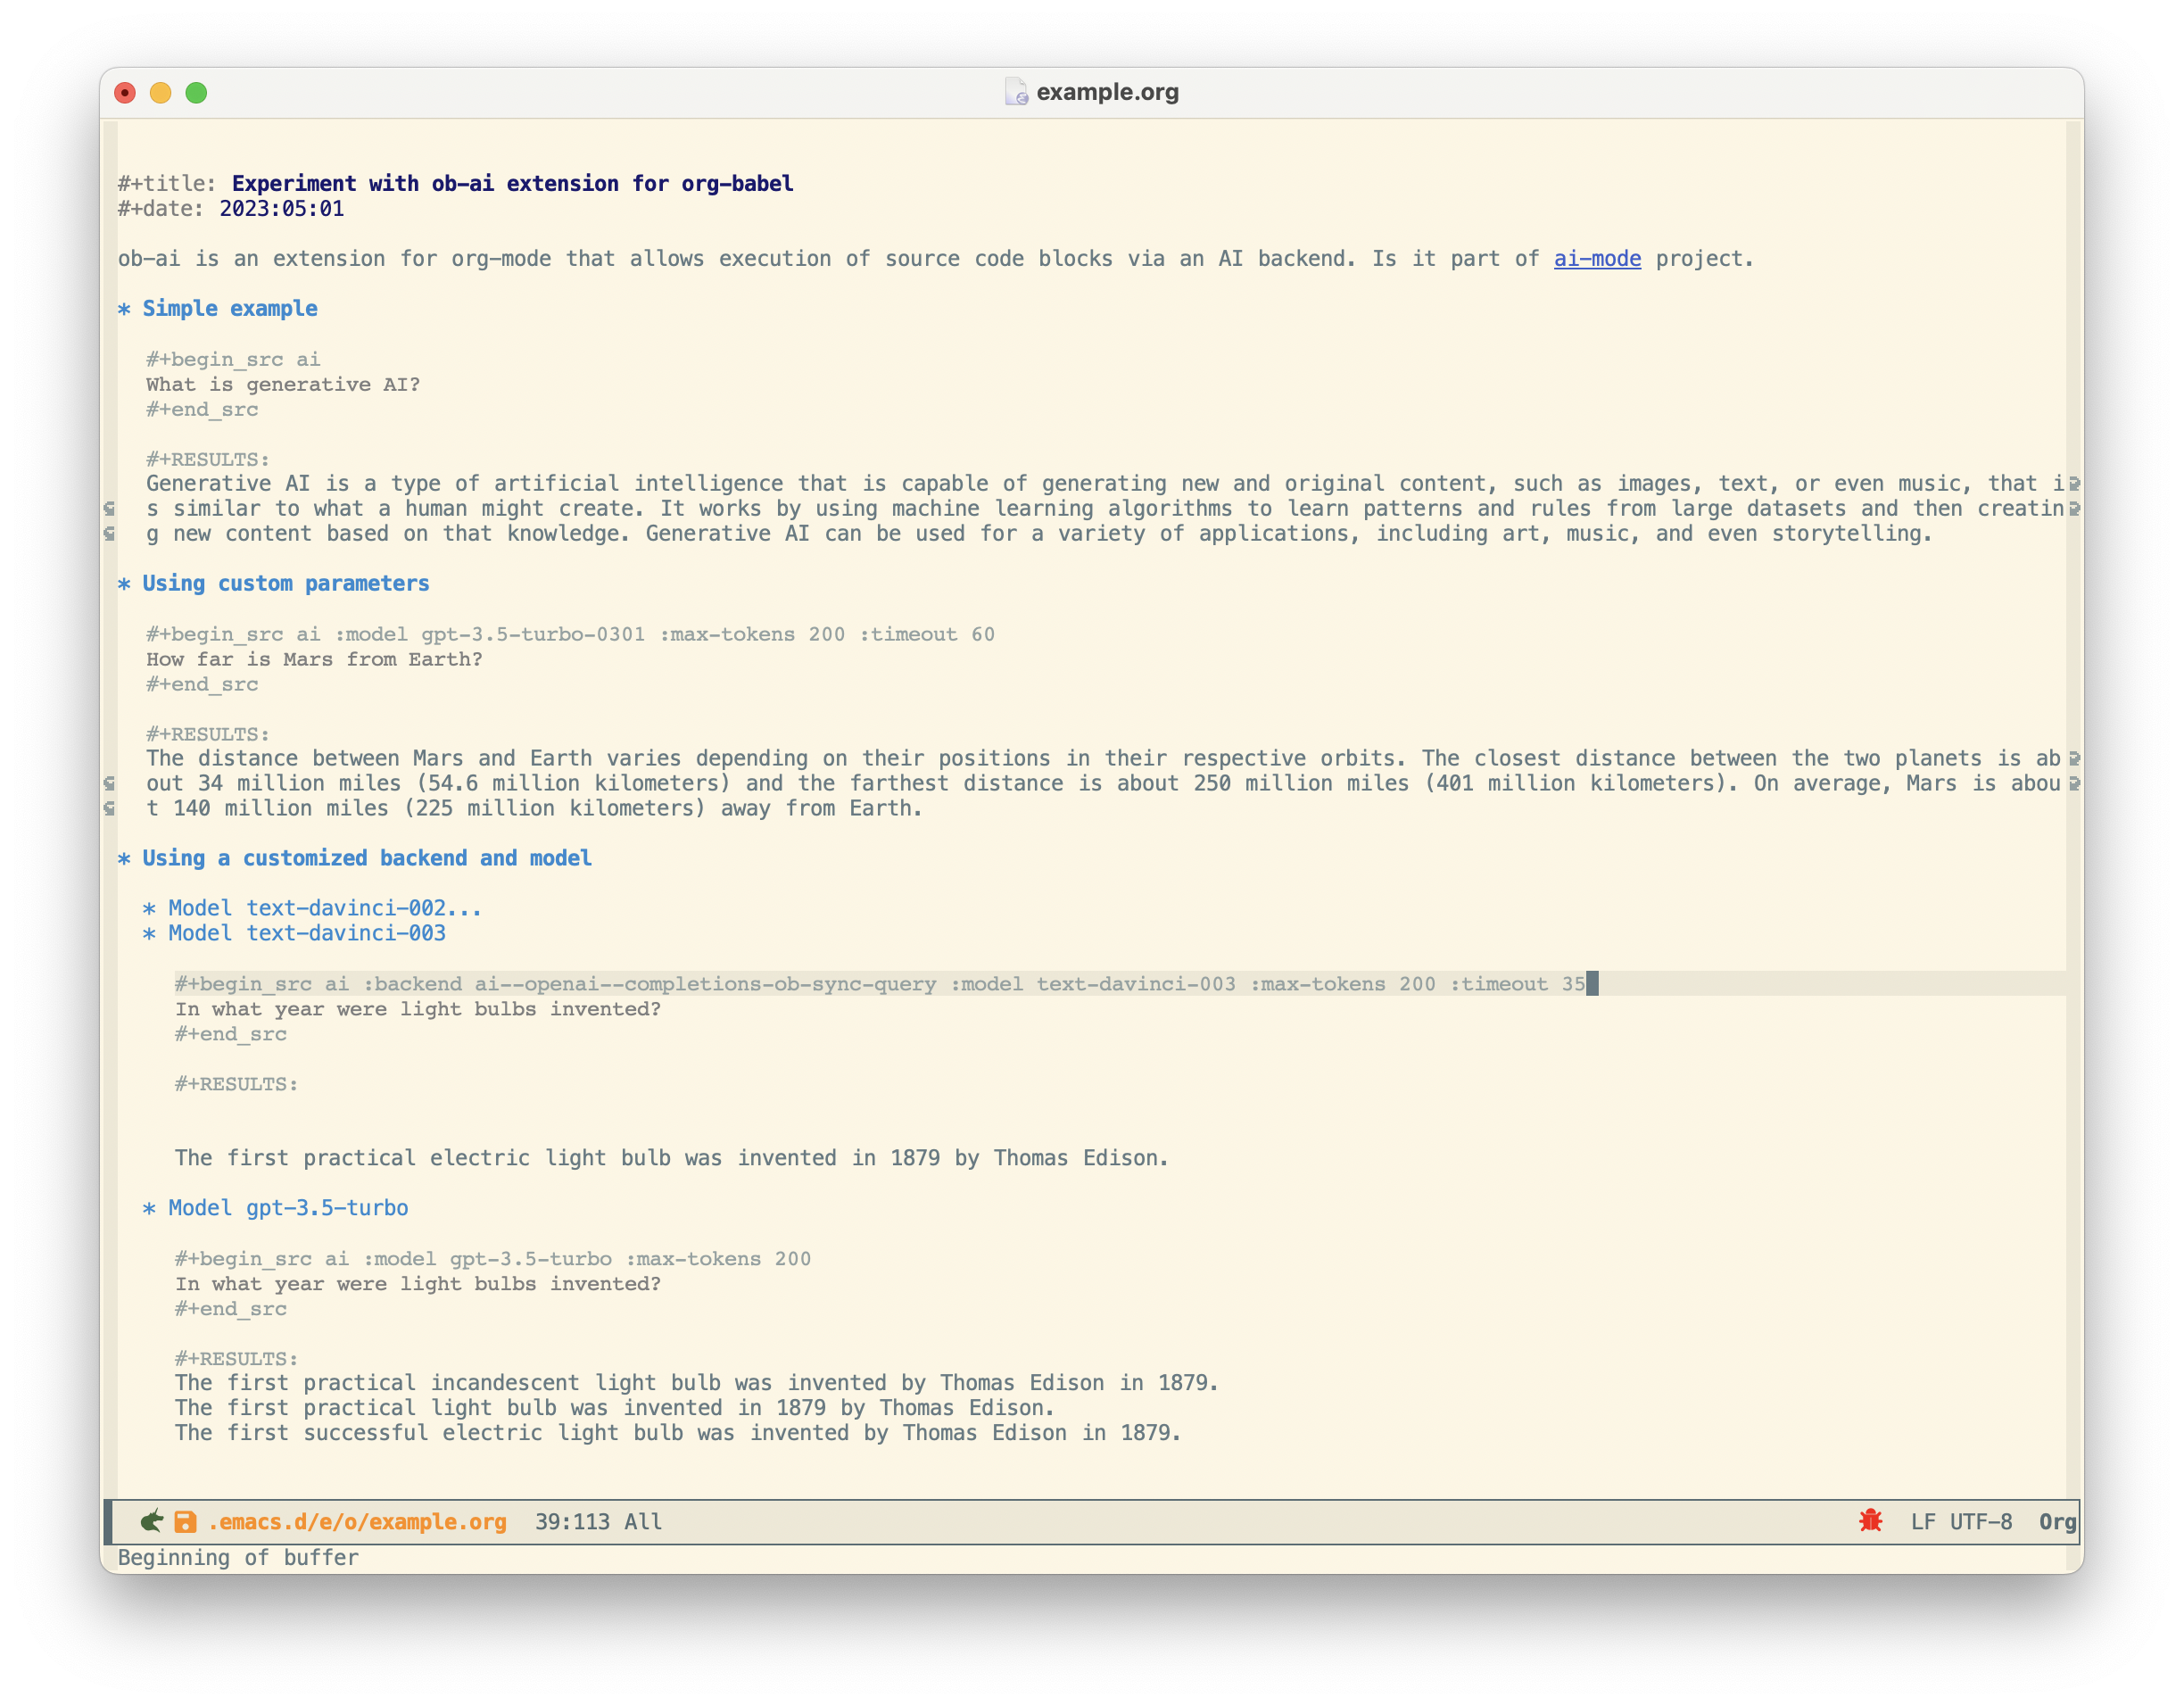 example.org
#+title: Experiment with ob-ai extension for org-babel
#+date: 2023:05:01
ob-ai is an extension for org-mode that allows execution of source code blocks via an AI backend. Is it part of ai-mode project.
* Simple example
#+begin_src ai
What is generative AI?
#+end_src
#+RESULTS:
Generative AI is a type of artificial intelligence that is capable of generating new and original content, such as images, text, or even music, that i
s similar to what a human might create. It works by using machine learning algorithms to learn patterns and rules from large datasets and then creatin
g new content based on that knowledge. Generative AI can be used for a variety of applications, including art, music, and even storytelling.
* Using custom parameters
#+begin_src ai :model gpt-3.5-turbo-0301 :max-tokens 200 :timeout 60
How far is Mars from Earth?
#+end_src
#+RESULTS:
The distance between Mars and Earth varies depending on their positions in their respective orbits. The closest distance between the two planets is ab
out 34 million miles (54.6 million kilometers) and the farthest distance is about 250 million miles (401 million kilometers). On average, Mars is abou
t 140 million miles (225 million kilometers) away from Earth.
* Using a customized backend and model
* Model text-davinci-002...
* Model text-davinci-003
#+begin_src ai :backend ai--openai--completions-ob-sync-query :model text-davinci-003 :max-tokens 200 :timeout 35
In what year were light bulbs invented?
#+end_src
#+RESULTS:
The first practical electric light bulb was invented in 1879 by Thomas Edison.
* Model gpt-3.5-turbo
#+begin_src ai :model gpt-3.5-turbo :max-tokens 200
In what year were light bulbs invented?
#+end_src
#+RESULTS:
The first practical incandescent light bulb was invented by Thomas Edison in 1879.
The first practical light bulb was invented in 1879 by Thomas Edison.
The first successful electric light bulb was invented by Thomas Edison in 1879.
.emacs.d/e/o/example.org 39:113 All LF UTF-8 Org
Beginning of buffer